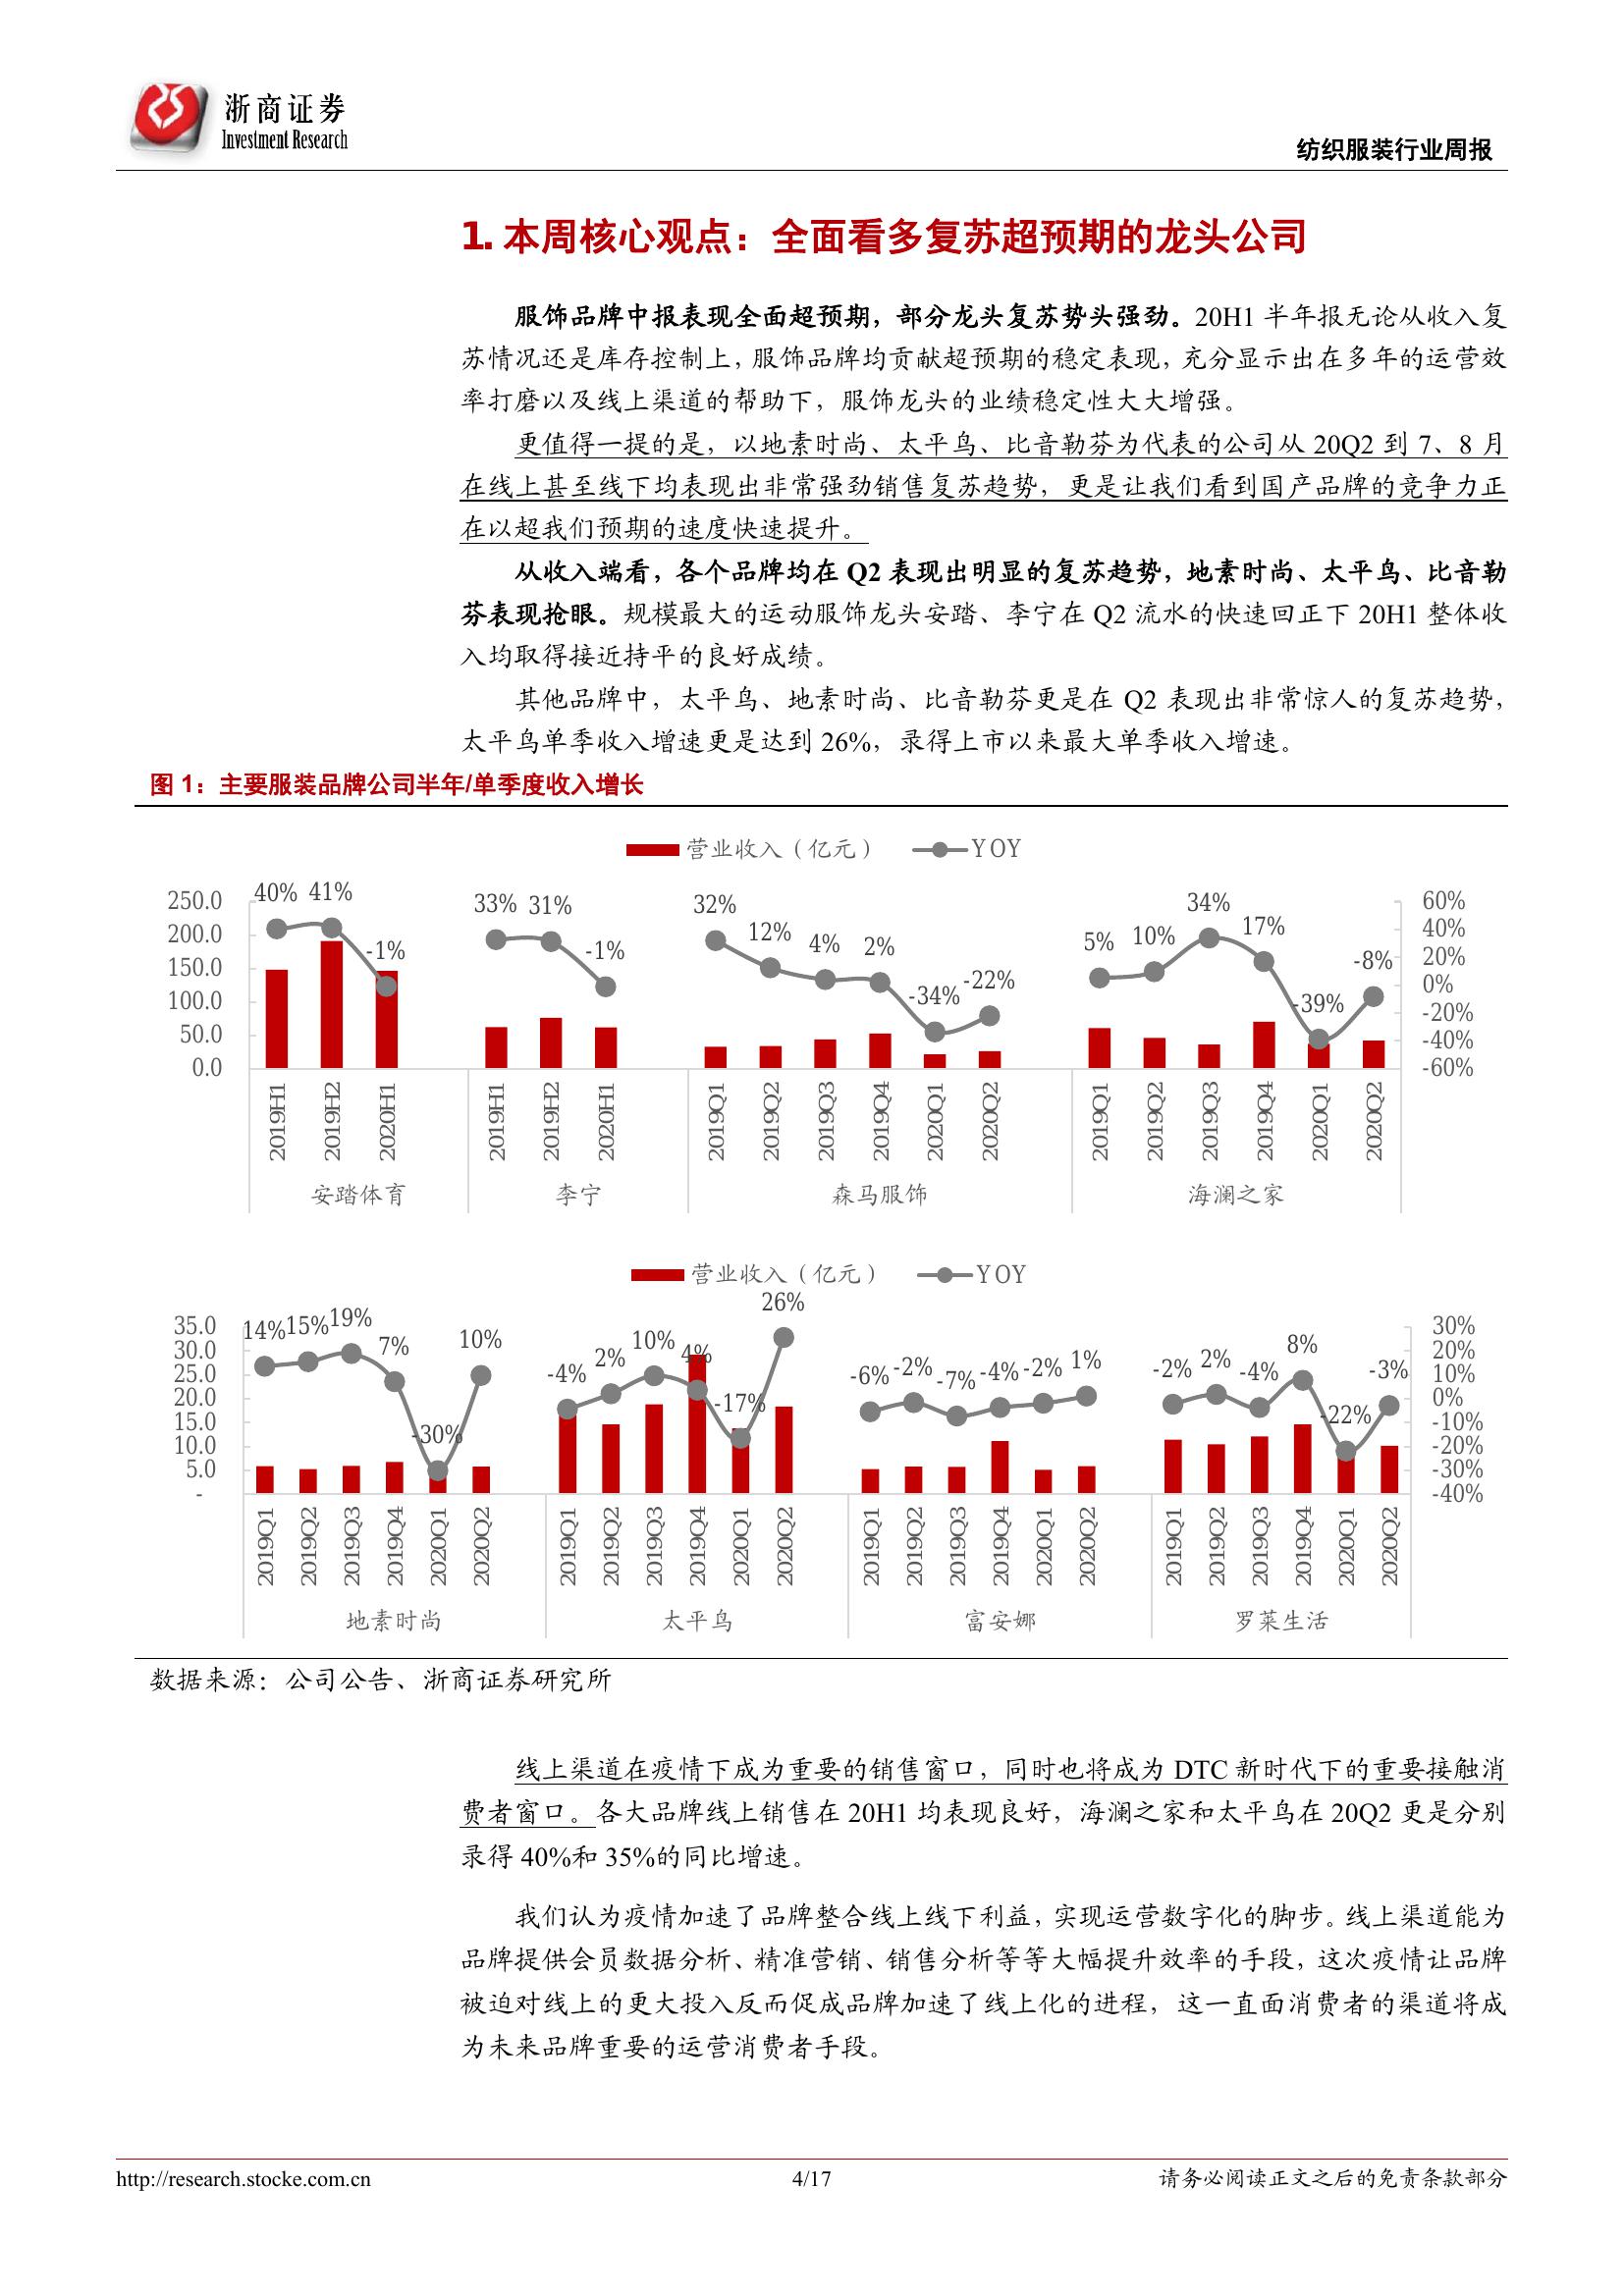 浙商证券
Investment Research
纺织服装行业周报
1. 本周核心观点：全面看多复苏超预期的龙头公司
服饰品牌中报表现全面超预期，部分龙头复苏势头强劲。20H1 半年报无论从收入复
苏情况还是库存控制上，服饰品牌均贡献超预期的稳定表现，充分显示出在多年的运营效
率打磨以及线上渠道的帮助下，服饰龙头的业绩稳定性大大增强。
更值得一提的是，以地素时尚、太平鸟、比音勒芬为代表的公司从 20Q2 到 7、8 月
在线上甚至线下均表现出非常强劲销售复苏趋势，更是让我们看到国产品牌的竞争力正
在以超我们预期的速度快速提升。
从收入端看，各个品牌均在 Q2 表现出明显的复苏趋势，地素时尚、太平鸟、比音勒
芬表现抢眼。规模最大的运动服饰龙头安踏、李宁在 Q2 流水的快速回正下 20H1 整体收
入均取得接近持平的良好成绩。
其他品牌中，太平鸟、地素时尚、比音勒芬更是在 Q2 表现出非常惊人的复苏趋势，
太平鸟单季收入增速更是达到 26%，录得上市以来最大单季收入增速。
图 1：主要服装品牌公司半年/单季度收入增长
营业收入（亿元） YOY
250.0
200.0
150.0
100.0
50.0
0.0
40% 41% -1% 33% 31% -1% 32% 12% 4% 2% -34% -22% 5% 10% 34% 17% -39% -8%
60%
40%
20%
0%
-20%
-40%
-60%
2019H1 2019H2 2020H1 2019H1 2019H2 2020H1 2019Q1 2019Q2 2019Q3 2019Q4 2020Q1 2020Q2 2019Q1 2019Q2 2019Q3 2019Q4 2020Q1 2020Q2
安踏体育 李宁 森马服饰 海澜之家
营业收入（亿元） YOY
35.0
30.0
25.0
20.0
15.0
10.0
5.0
-
14% 15% 19% 7% -30% 10% -4% 2% 10% 4% -17% 26% -6% -2% -7% -4% -2% 1% -2% 2% -4% 8% -22% -3%
30%
20%
10%
0%
-10%
-20%
-30%
-40%
2019Q1 2019Q2 2019Q3 2019Q4 2020Q1 2020Q2 2019Q1 2019Q2 2019Q3 2019Q4 2020Q1 2020Q2 2019Q1 2019Q2 2019Q3 2019Q4 2020Q1 2020Q2 2019Q1 2019Q2 2019Q3 2019Q4 2020Q1 2020Q2
地素时尚 太平鸟 富安娜 罗莱生活
数据来源：公司公告、浙商证券研究所
线上渠道在疫情下成为重要的销售窗口，同时也将成为 DTC 新时代下的重要接触消
费者窗口。各大品牌线上销售在 20H1 均表现良好，海澜之家和太平鸟在 20Q2 更是分别
录得 40%和 35%的同比增速。
我们认为疫情加速了品牌整合线上线下利益，实现运营数字化的脚步。线上渠道能为
品牌提供会员数据分析、精准营销、销售分析等等大幅提升效率的手段，这次疫情让品牌
被迫对线上的更大投入反而促成品牌加速了线上化的进程，这一直面消费者的渠道将成
为未来品牌重要的运营消费者手段。
http://research.stocke.com.cn 4/17 请务必阅读正文之后的免责条款部分